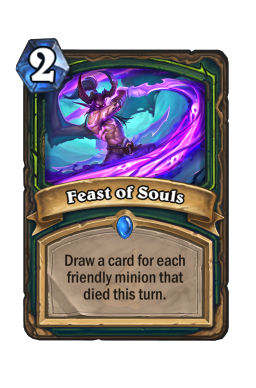 2
Feast of Souls
Draw a card for each
friendly minion that
died this turn.